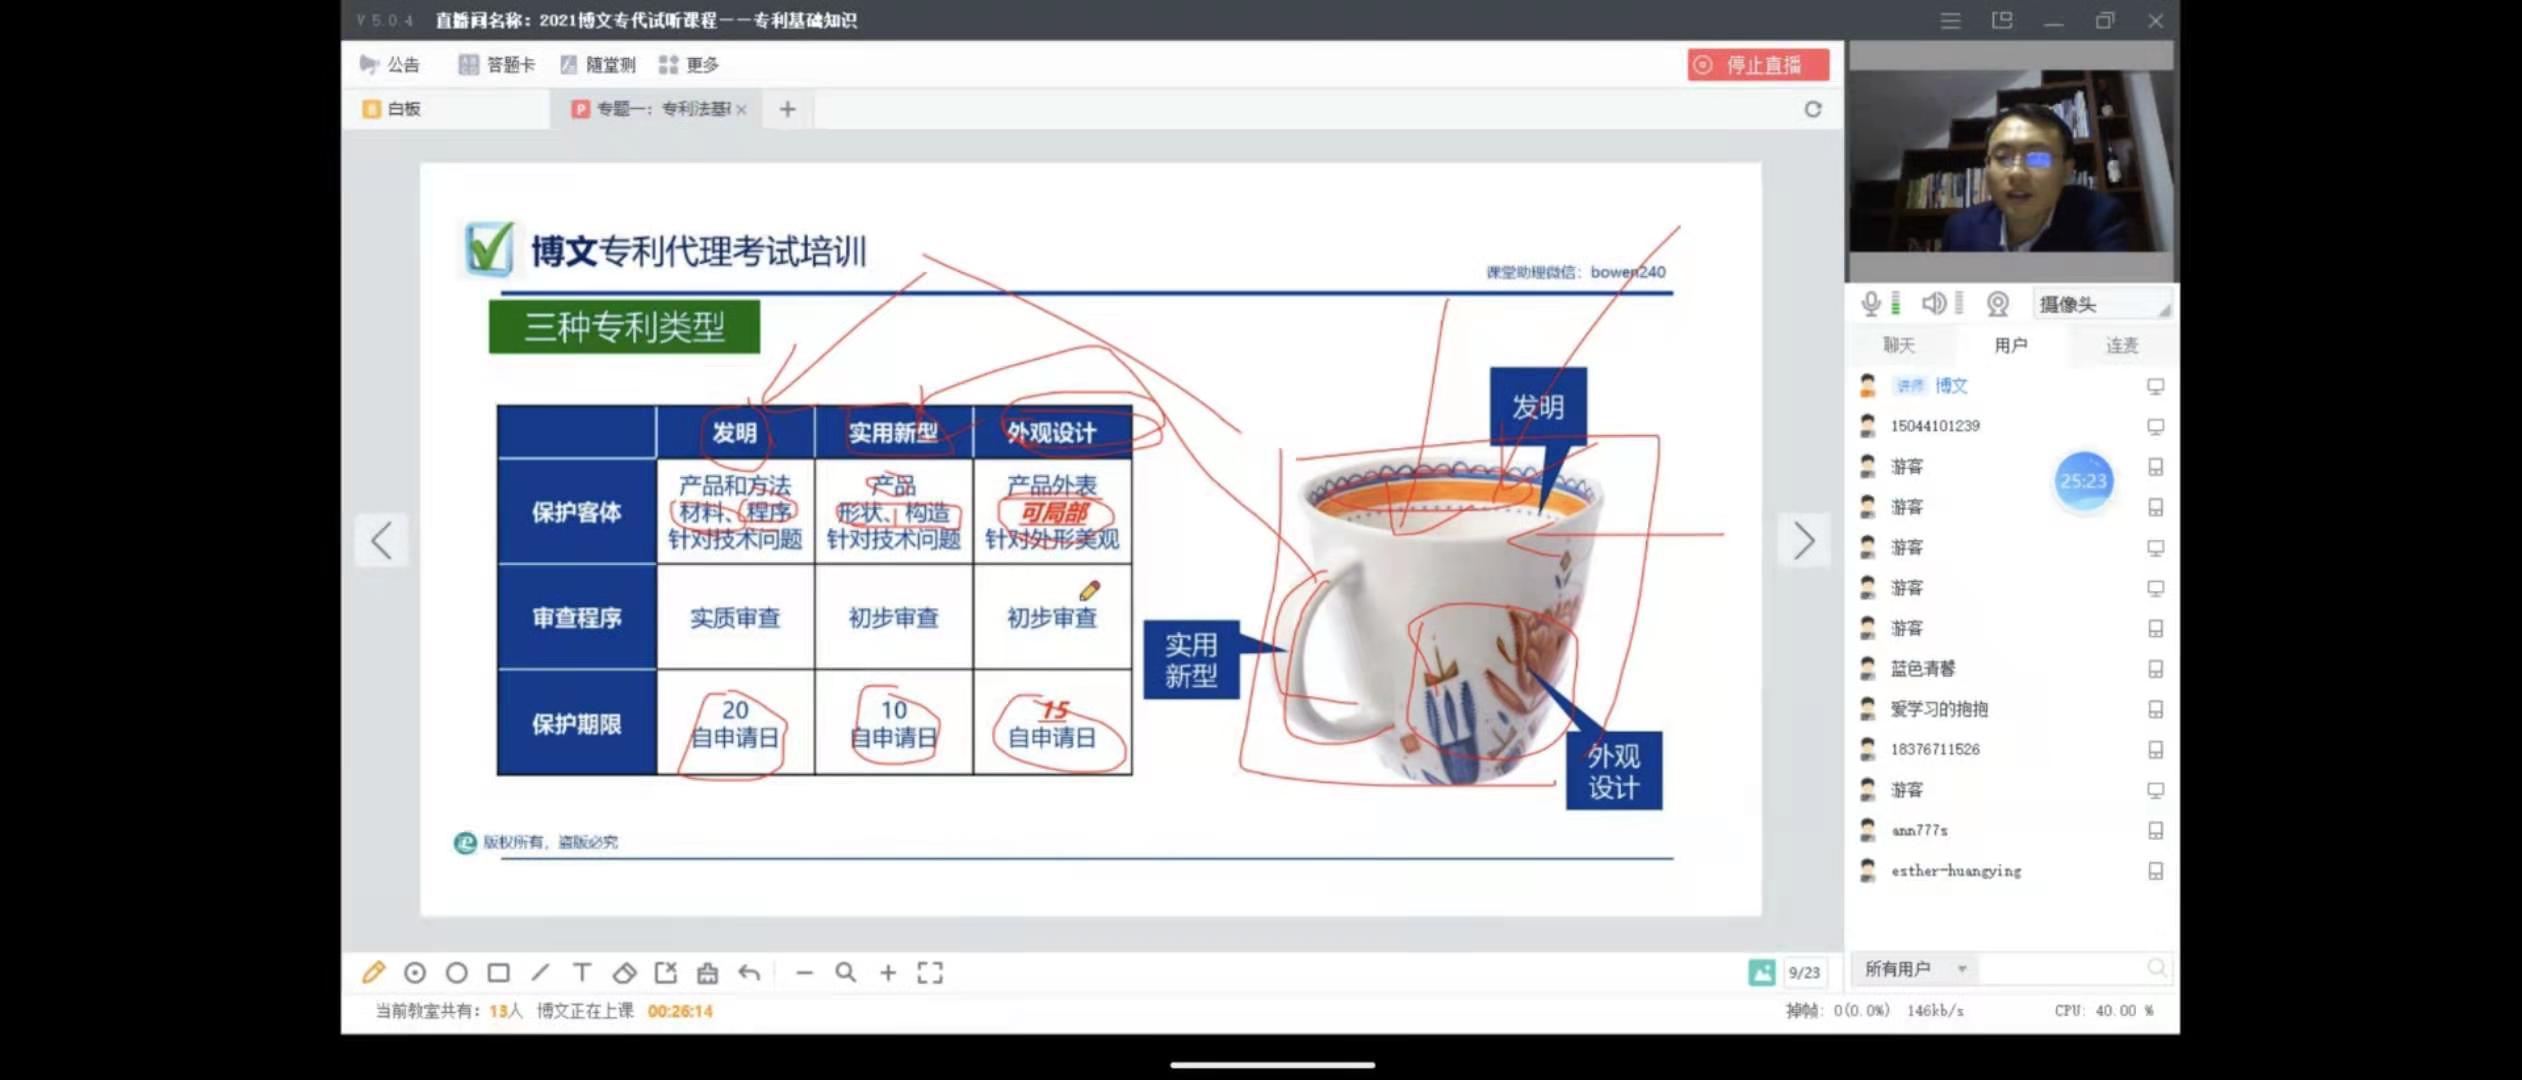 V 5.0.4 直播间名称：2021博文专代试听课程——专利基础知识
公告 答题卡 随堂测 更多 停止直播
白板 专题一：专利法基
博文专利代理考试培训
课堂助理微信：bowen240
三种专利类型
发明 实用新型 外观设计
保护客体
产品和方法
材料、程序
针对技术问题
产品
形状、构造
针对技术问题
产品外表
可局部
针对外形美观
审查程序 实质审查 初步审查 初步审查
保护期限
20
自申请日
10
自申请日
15
自申请日
发明
实用
新型
外观
设计
版权所有，盗版必究
摄像头
聊天 用户 连麦
讲师 博文
15044101239
游客
25:23
游客
游客
游客
游客
蓝色清馨
爱学习的抱抱
18376711526
游客
ann777s
esther-huangying
9/23
所有用户
当前教室共有：13人 博文正在上课 00:26:14
掉帧：0(0.0%) 146kb/s CPU: 40.00 %